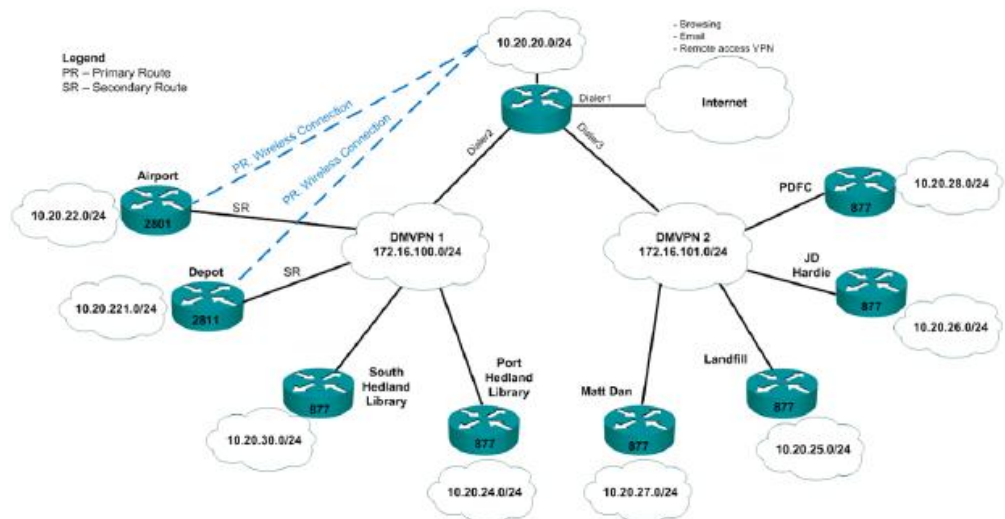 Legend
PR – Primary Route
SR – Secondary Route
10.20.20.0/24
- Browsing
- Email
- Remote access VPN
Internet
Dialer1
Dialer2
Dialer3
PR. Wireless Connection
PR. Wireless Connection
Airport
10.20.22.0/24
2801
SR
Depot
10.20.221.0/24
2811
SR
DMVPN 1
172.16.100.0/24
DMVPN 2
172.16.101.0/24
PDFC
877
10.20.28.0/24
JD
Hardie
877
10.20.26.0/24
South
Hedland
Library
877
10.20.30.0/24
Port
Hedland
Library
877
10.20.24.0/24
Matt Dan
877
10.20.27.0/24
Landfill
877
10.20.25.0/24